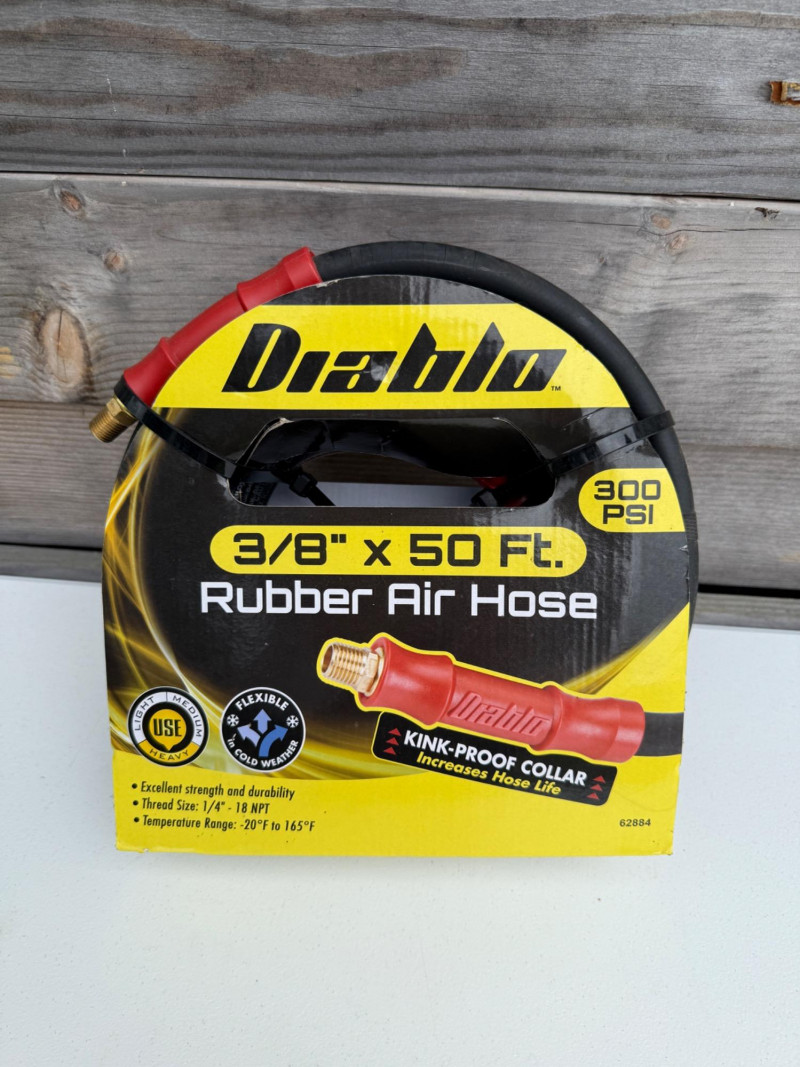 Diablo™
300
PSI
3/8" x 50 Ft.
Rubber Air Hose
Diablo
LIGHT MEDIUM
USE
HEAVY
FLEXIBLE
in COLD WEATHER
KINK-PROOF COLLAR
Increases Hose Life
• Excellent strength and durability
• Thread Size: 1/4" - 18 NPT
• Temperature Range: -20°F to 165°F
62884